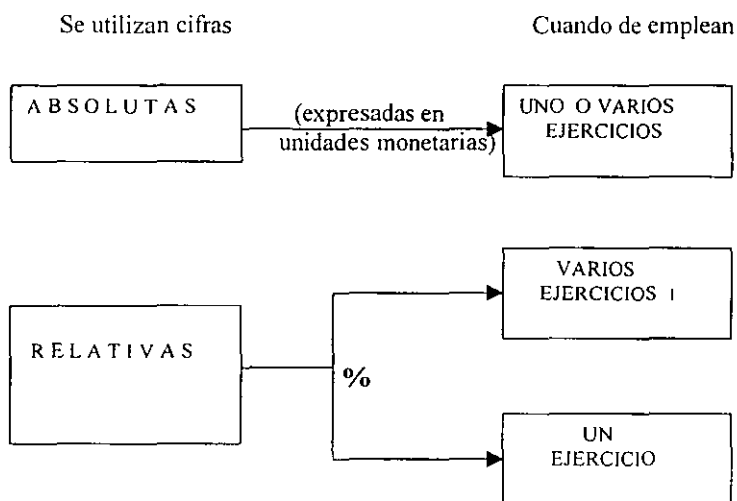 Se utilizan cifras
Cuando de emplean
ABSOLUTAS
(expresadas en
unidades monetarias)
UNO O VARIOS
EJERCICIOS
RELATIVAS
%
VARIOS
EJERCICIOS I
UN
EJERCICIO